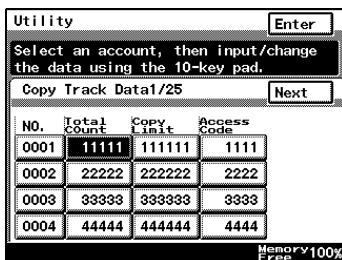 Utility Enter
Select an account, then input/change
the data using the 10-key pad.
Copy Track Data1/25 Next
NO. Total Count Copy Limit Access Code
0001 11111 111111 1111
0002 22222 222222 2222
0003 33333 333333 3333
0004 44444 444444 4444
Memory Free 100%